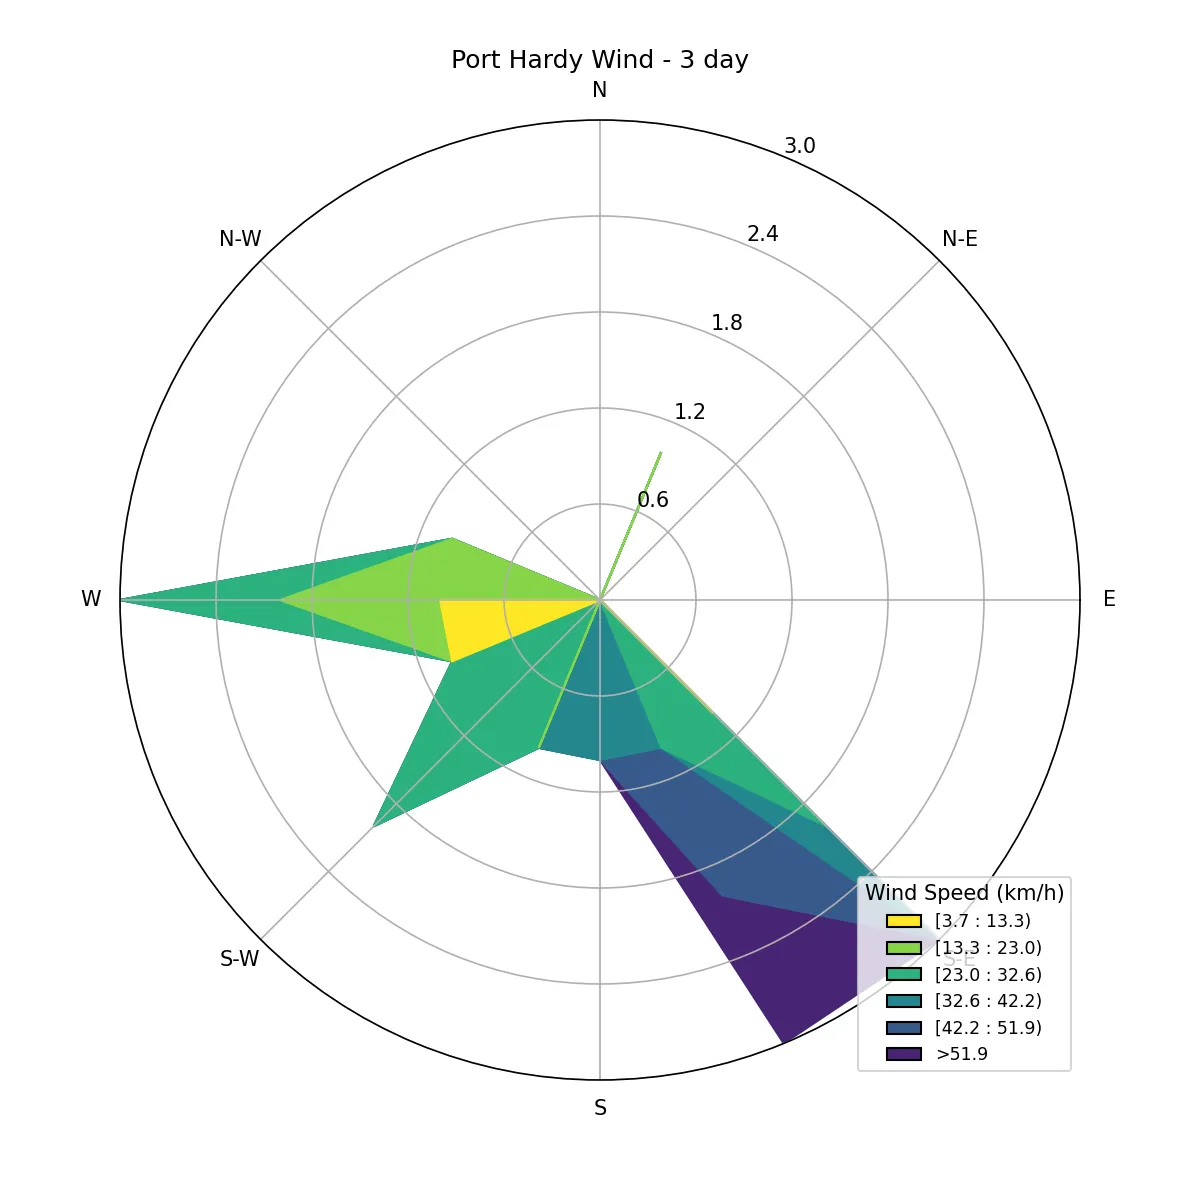 Port Hardy Wind - 3 day
N
3.0
N-W
N-E
2.4
1.8
1.2
0.6
W
E
S-W
S-E
Wind Speed (km/h)
[3.7 : 13.3)
[13.3 : 23.0)
[23.0 : 32.6)
[32.6 : 42.2)
[42.2 : 51.9)
>51.9
S